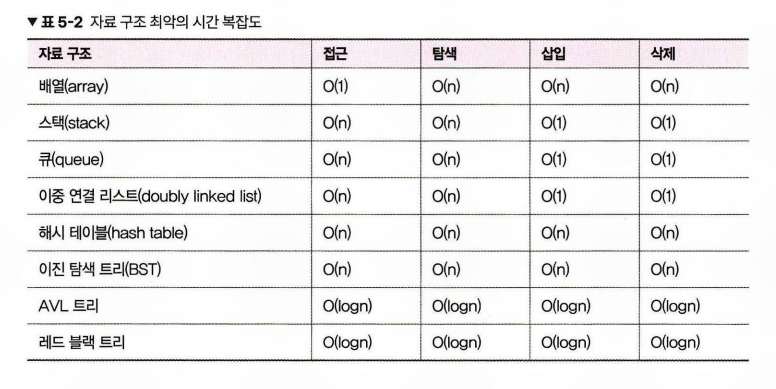 ▼ 표 5-2 자료 구조 최악의 시간 복잡도
자료 구조 접근 탐색 삽입 삭제
배열(array) O(1) O(n) O(n) O(n)
스택(stack) O(n) O(n) O(1) O(1)
큐(queue) O(n) O(n) O(1) O(1)
이중 연결 리스트(doubly linked list) O(n) O(n) O(1) O(1)
해시 테이블(hash table) O(n) O(n) O(n) O(n)
이진 탐색 트리(BST) O(n) O(n) O(n) O(n)
AVL 트리 O(logn) O(logn) O(logn) O(logn)
레드 블랙 트리 O(logn) O(logn) O(logn) O(logn)